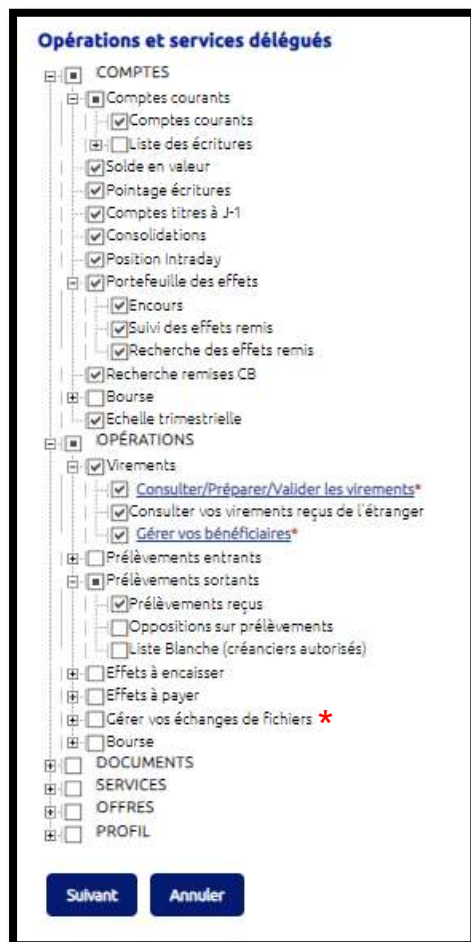 Opérations et services délégués
COMPTES
Comptes courants
Comptes courants
Liste des écritures
Solde en valeur
Pointage écritures
Comptes titres à J-1
Consolidations
Position Intraday
Portefeuille des effets
Encours
Suivi des effets remis
Recherche des effets remis
Recherche remises CB
Bourse
Echelle trimestrielle
OPÉRATIONS
Virements
Consulter/Préparer/Valider les virements*
Consulter vos virements reçus de l'étranger
Gérer vos bénéficiaires*
Prélèvements entrants
Prélèvements sortants
Prélèvements reçus
Oppositions sur prélèvements
Liste Blanche (créanciers autorisés)
Effets à encaisser
Effets à payer
Gérer vos échanges de fichiers *
Bourse
DOCUMENTS
SERVICES
OFFRES
PROFIL
Suivant Annuler